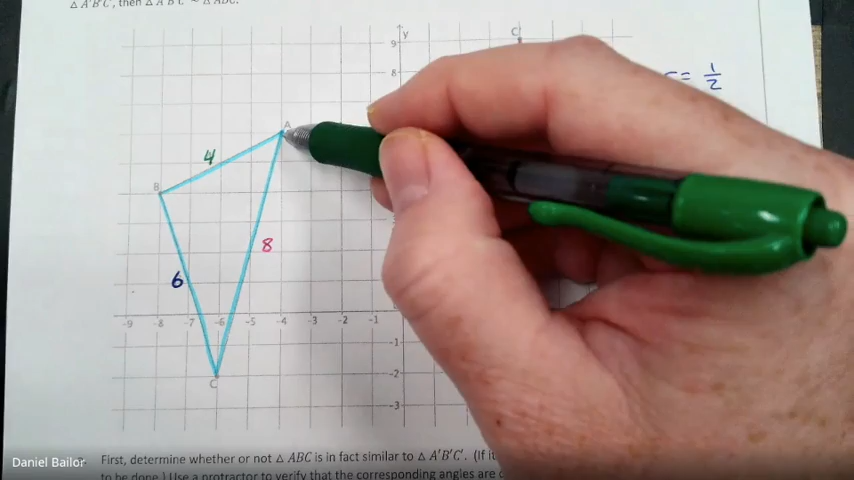 △ A'B'C', then △ A'B'C' ~ △ ABC.
y
C'
9
8
r = 1/2
A
4
B
8
6
-9 -8 -7 -6 -5 -4 -3 -2 -1
-1
C
-2
-3
First, determine whether or not △ ABC is in fact similar to △ A'B'C'. (If it
to be done.) Use a protractor to verify that the corresponding angles are
Daniel Bailor